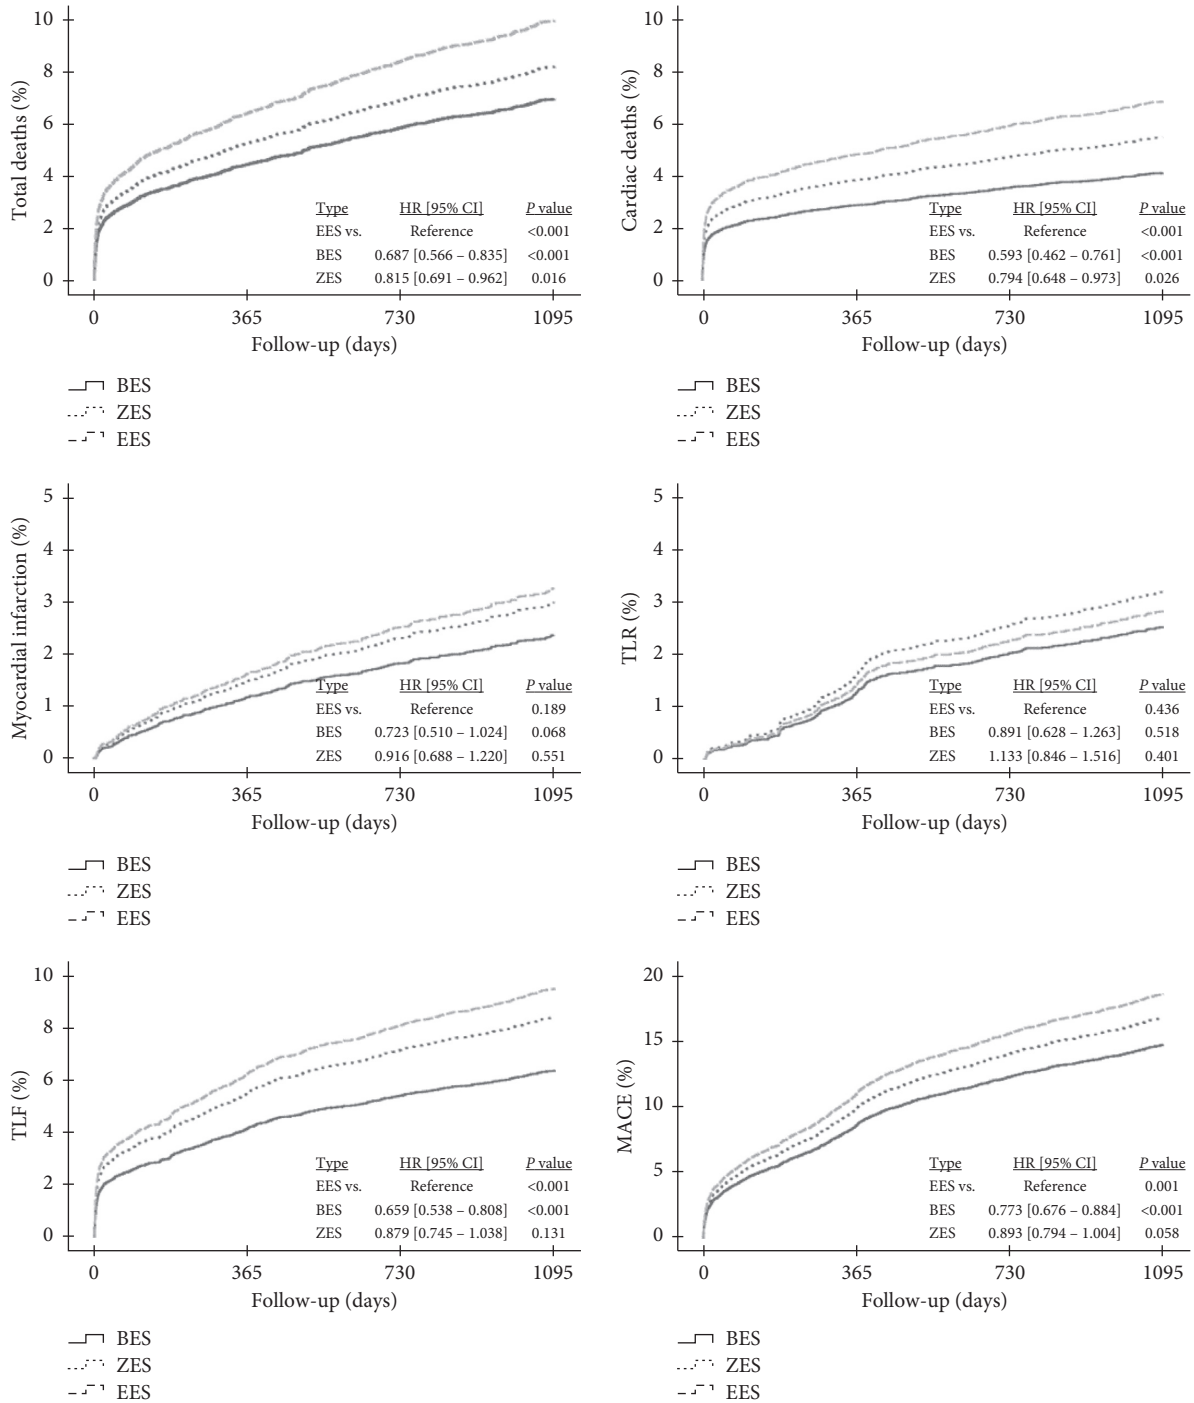 Total deaths (%)
10
8
6
4
2
0
Type HR [95% CI] P value
EES vs. Reference <0.001
BES 0.687 [0.566 – 0.835] <0.001
ZES 0.815 [0.691 – 0.962] 0.016
0 365 730 1095
Follow-up (days)
BES
ZES
EES
Cardiac deaths (%)
10
8
6
4
2
0
Type HR [95% CI] P value
EES vs. Reference <0.001
BES 0.593 [0.462 – 0.761] <0.001
ZES 0.794 [0.648 – 0.973] 0.026
0 365 730 1095
Follow-up (days)
BES
ZES
EES
Myocardial infarction (%)
5
4
3
2
1
0
Type HR [95% CI] P value
EES vs. Reference 0.189
BES 0.723 [0.510 – 1.024] 0.068
ZES 0.916 [0.688 – 1.220] 0.551
0 365 730 1095
Follow-up (days)
BES
ZES
EES
TLR (%)
5
4
3
2
1
0
Type HR [95% CI] P value
EES vs. Reference 0.436
BES 0.891 [0.628 – 1.263] 0.518
ZES 1.133 [0.846 – 1.516] 0.401
0 365 730 1095
Follow-up (days)
BES
ZES
EES
TLF (%)
10
8
6
4
2
0
Type HR [95% CI] P value
EES vs. Reference <0.001
BES 0.659 [0.538 – 0.808] <0.001
ZES 0.879 [0.745 – 1.038] 0.131
0 365 730 1095
Follow-up (days)
BES
ZES
EES
MACE (%)
20
15
10
5
0
Type HR [95% CI] P value
EES vs. Reference 0.001
BES 0.773 [0.676 – 0.884] <0.001
ZES 0.893 [0.794 – 1.004] 0.058
0 365 730 1095
Follow-up (days)
BES
ZES
EES